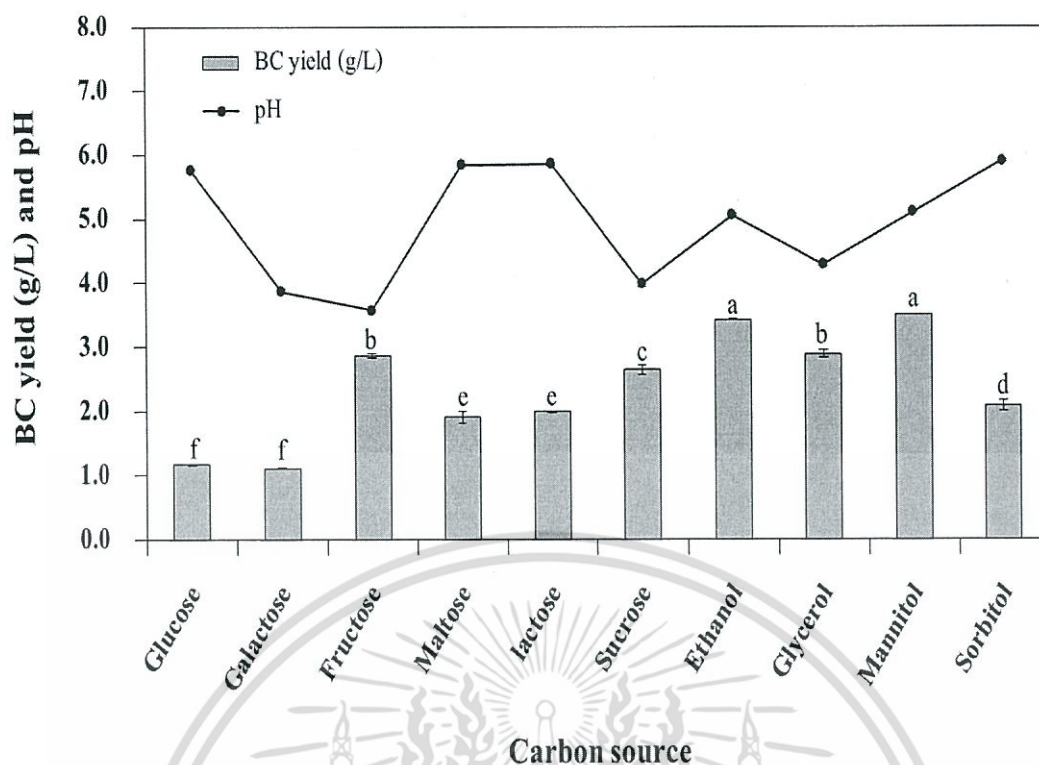 8.0
7.0
6.0
5.0
4.0
3.0
2.0
1.0
0.0
BC yield (g/L) and pH
BC yield (g/L)
pH
f
f
b
e
e
c
a
b
a
d
Glucose
Galactose
Fructose
Maltose
lactose
Sucrose
Ethanol
Glycerol
Mannitol
Sorbitol
Carbon source